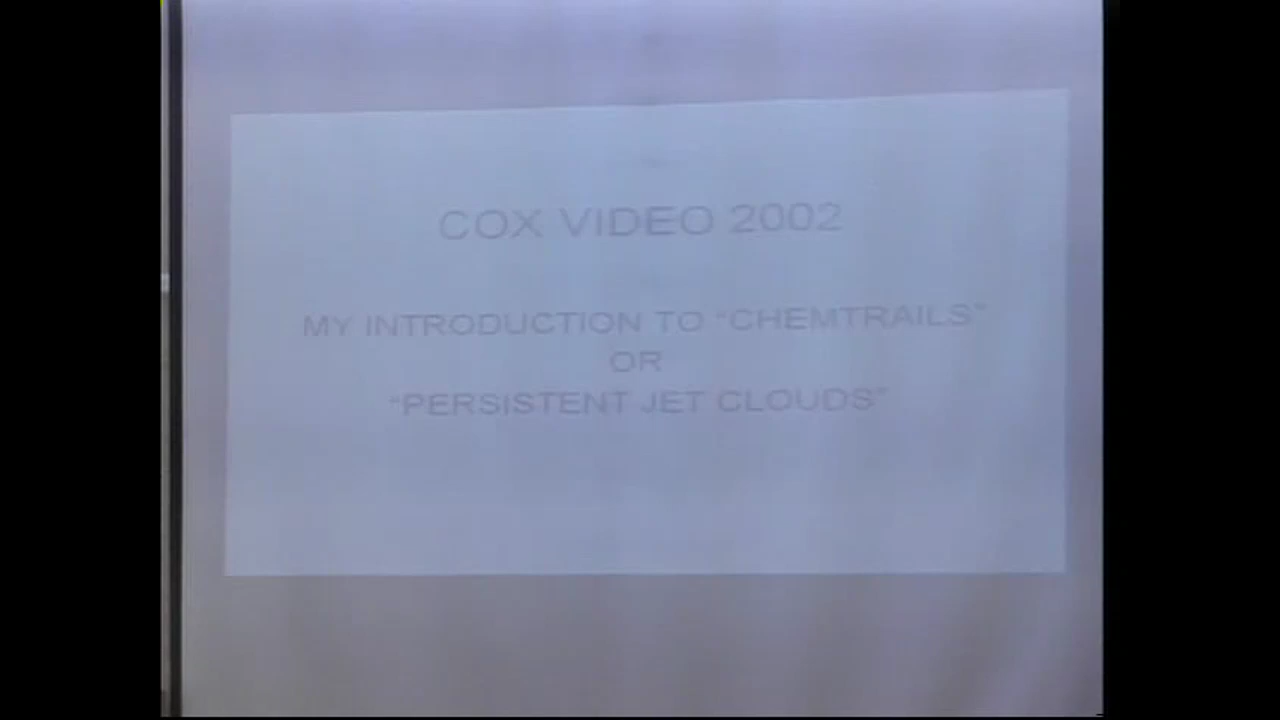 COX VIDEO 2002
MY INTRODUCTION TO “CHEMTRAILS”
OR
“PERSISTENT JET CLOUDS”